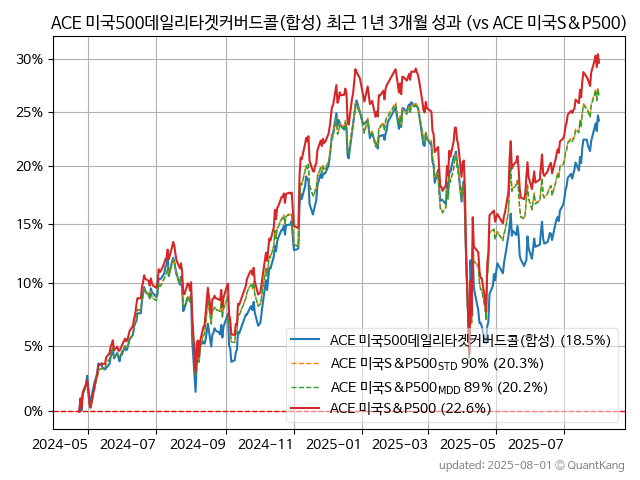 ACE 미국500데일리타겟커버드콜(합성) 최근 1년 3개월 성과 (vs ACE 미국S&P500)
30%
25%
20%
15%
10%
5%
0%
ACE 미국500데일리타겟커버드콜(합성) (18.5%)
ACE 미국S&P500STD 90% (20.3%)
ACE 미국S&P500MDD 89% (20.2%)
ACE 미국S&P500 (22.6%)
2024-05 2024-07 2024-09 2024-11 2025-01 2025-03 2025-05 2025-07
updated: 2025-08-01 © QuantKang